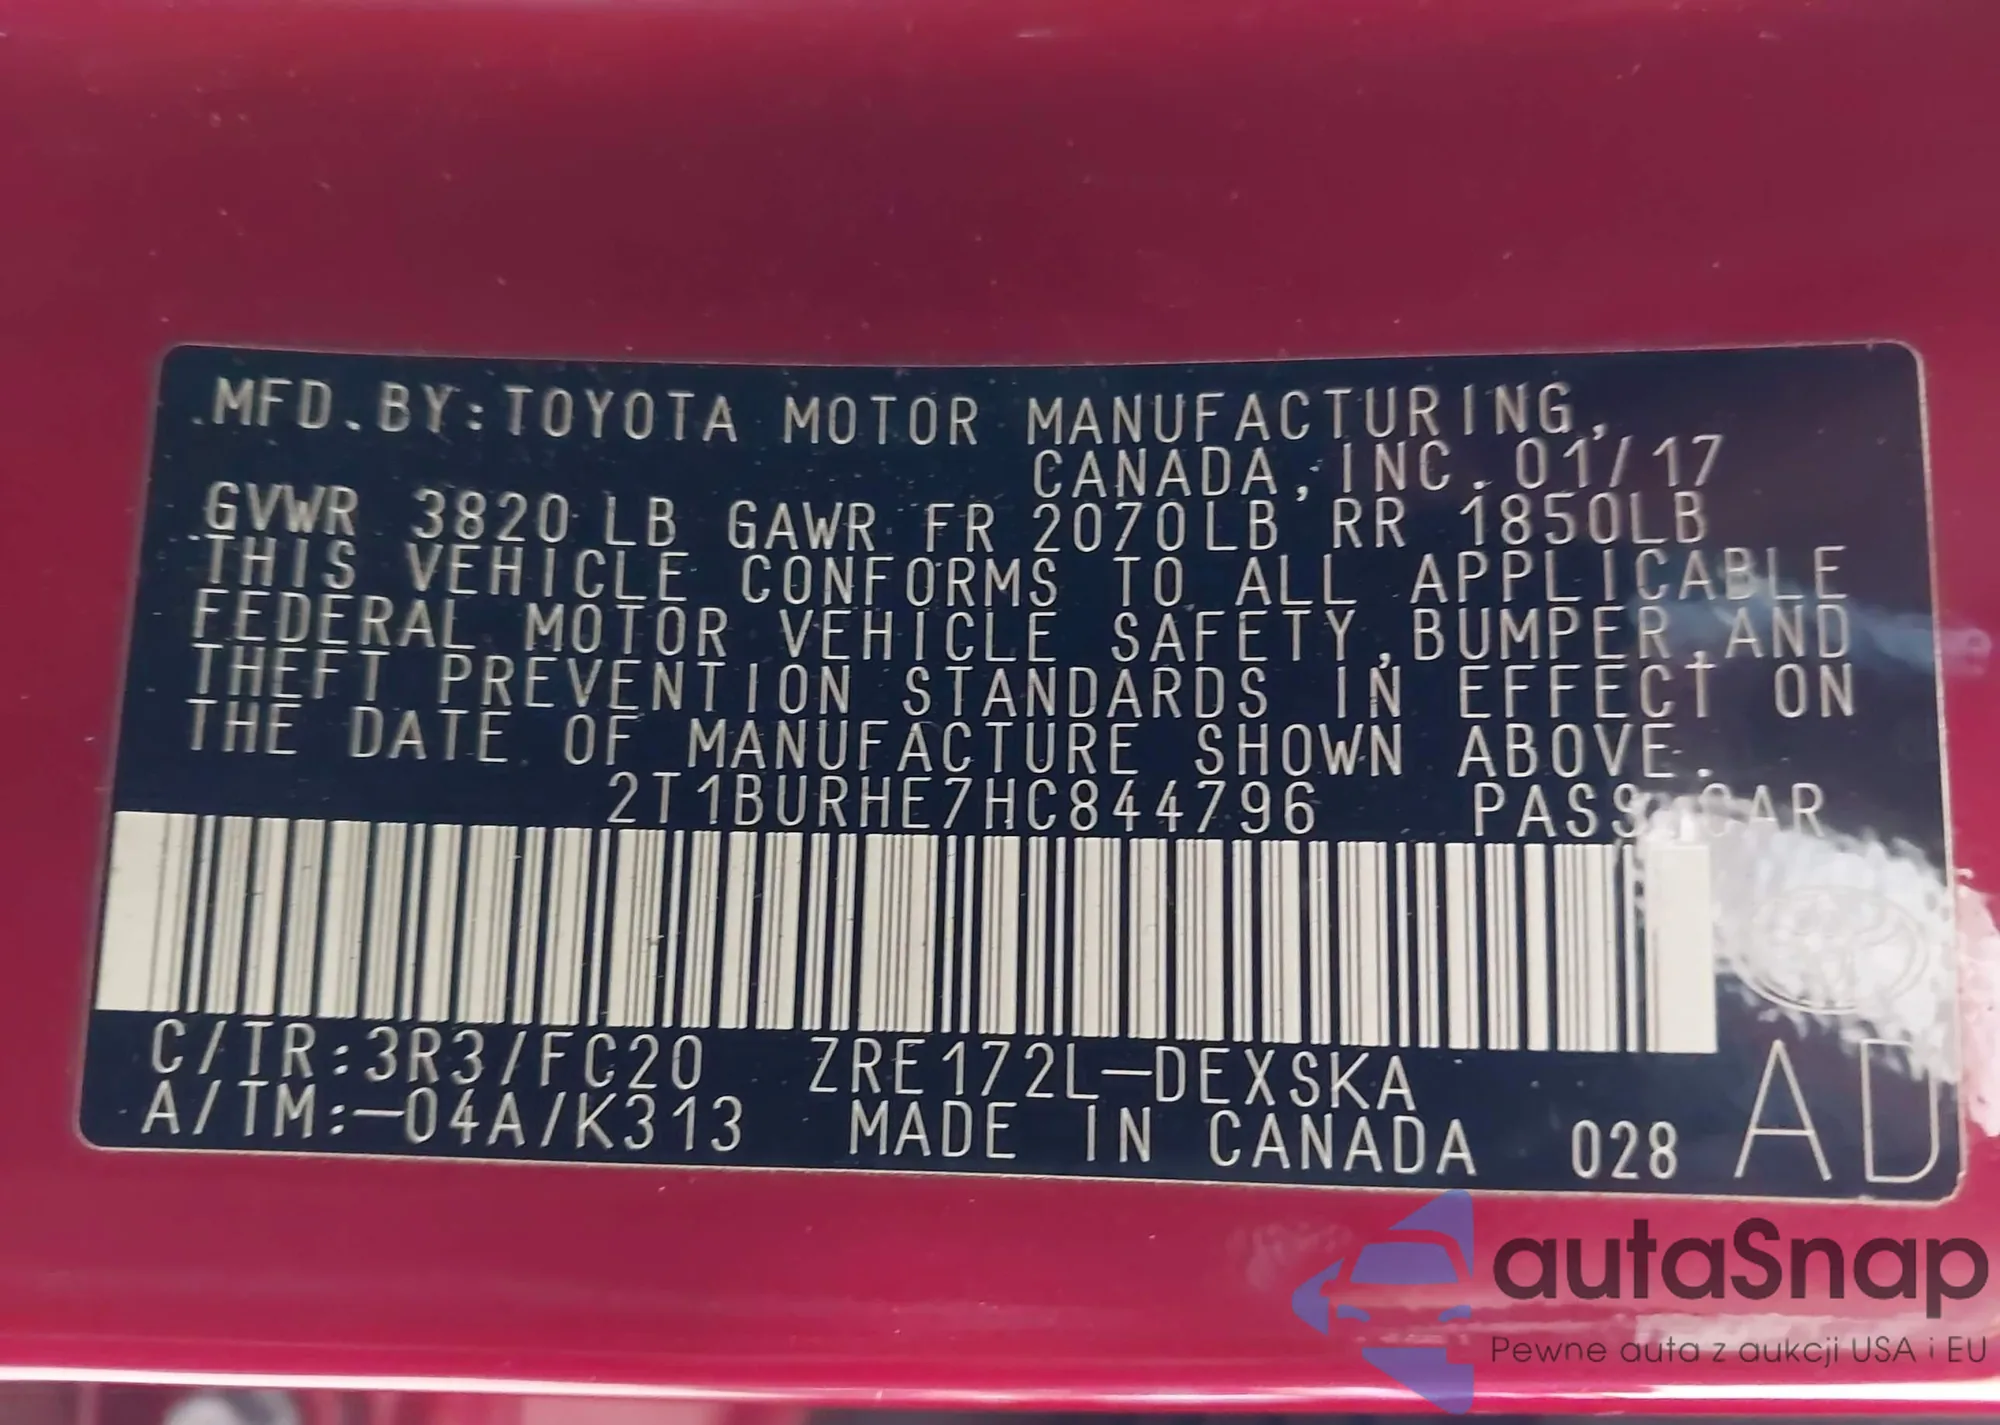 MFD.BY:TOYOTA MOTOR MANUFACTURING,
CANADA,INC.01/17
GVWR 3820 LB GAWR FR 2070LB RR 1850LB
THIS VEHICLE CONFORMS TO ALL APPLICABLE
FEDERAL MOTOR VEHICLE SAFETY,BUMPER,AND
THEFT PREVENTION STANDARDS IN EFFECT ON
THE DATE OF MANUFACTURE SHOWN ABOVE.
2T1BURHE7HC844796 PASS.CAR
C/TR:3R3/FC20 ZRE172L-DEXSKA
A/TM:-04A/K313 MADE IN CANADA 028 AD
autaSnap
Pewne auta z aukcji USA i EU